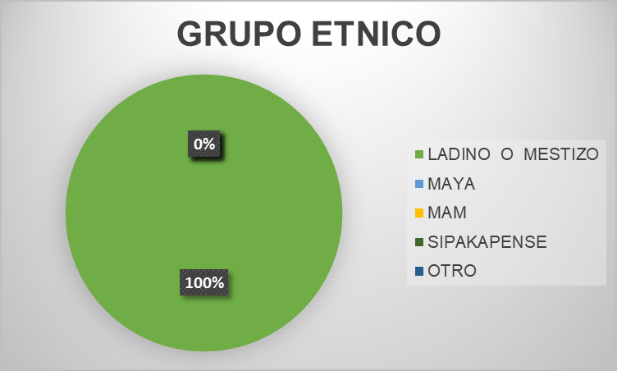 GRUPO ETNICO
0%
100%
LADINO O MESTIZO
MAYA
MAM
SIPAKAPENSE
OTRO